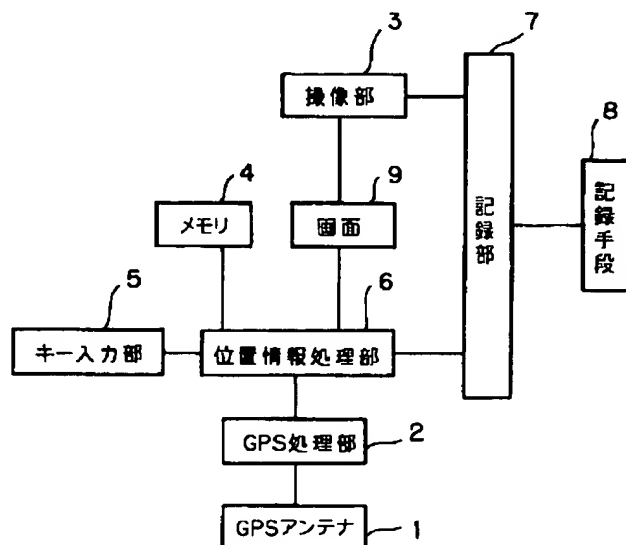 3
7
撮像部
8
4
9
メモリ
画面
記録部
記録手段
5
6
キー入力部
位置情報処理部
GPS処理部
2
GPSアンテナ
1